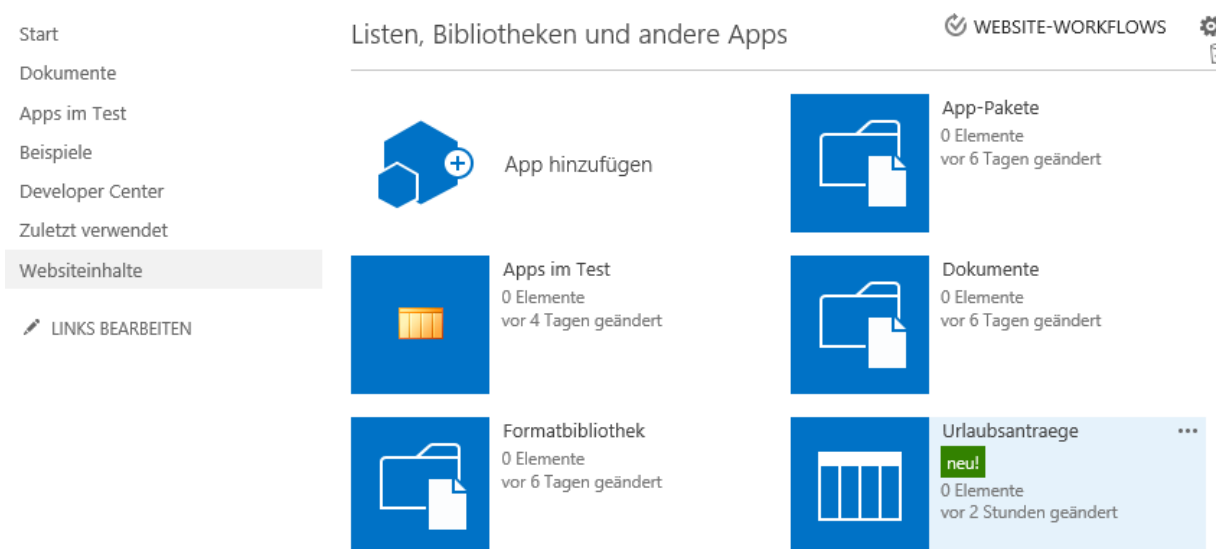 Start
Dokumente
Apps im Test
Beispiele
Developer Center
Zuletzt verwendet
Websiteinhalte
LINKS BEARBEITEN
Listen, Bibliotheken und andere Apps
WEBSITE-WORKFLOWS
App hinzufügen
App-Pakete
0 Elemente
vor 6 Tagen geändert
Apps im Test
0 Elemente
vor 4 Tagen geändert
Dokumente
0 Elemente
vor 6 Tagen geändert
Formatbibliothek
0 Elemente
vor 6 Tagen geändert
Urlaubsantraege
neu!
0 Elemente
vor 2 Stunden geändert